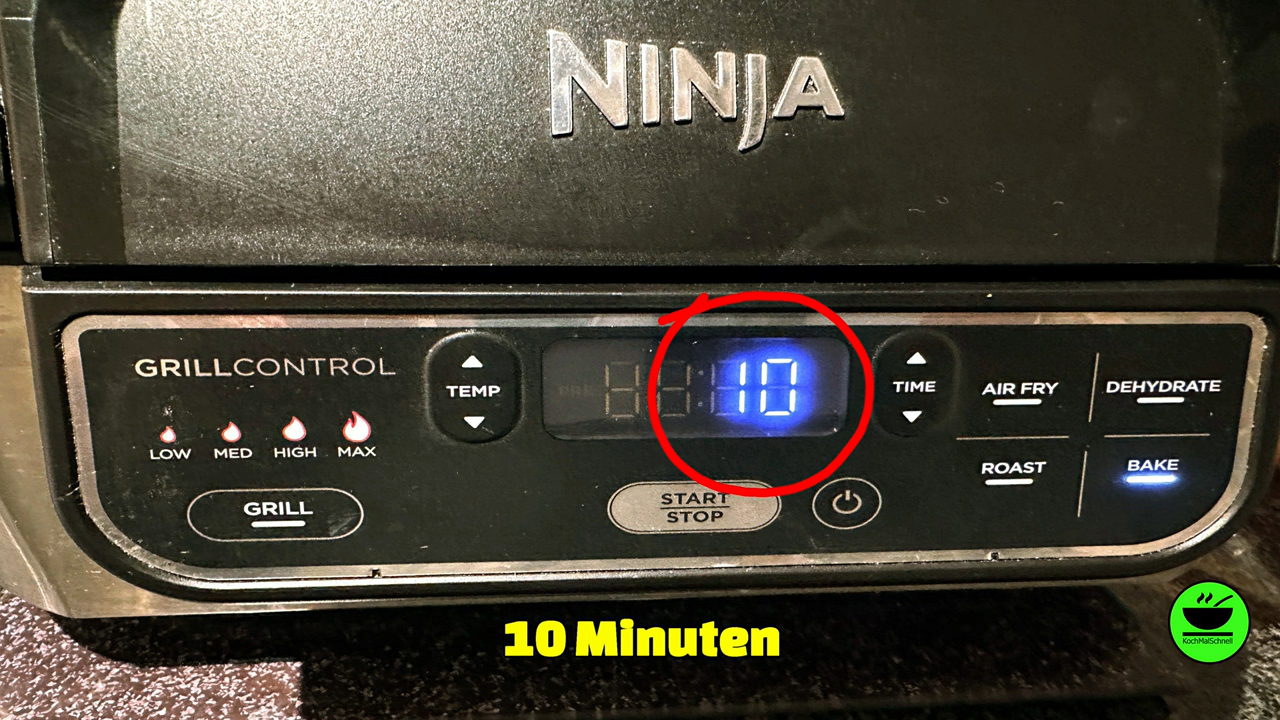 NINJA
GRILLCONTROL
LOW MED HIGH MAX
GRILL
TEMP
10
TIME
START
STOP
AIR FRY
DEHYDRATE
ROAST
BAKE
10 Minuten
KochMalSchnell